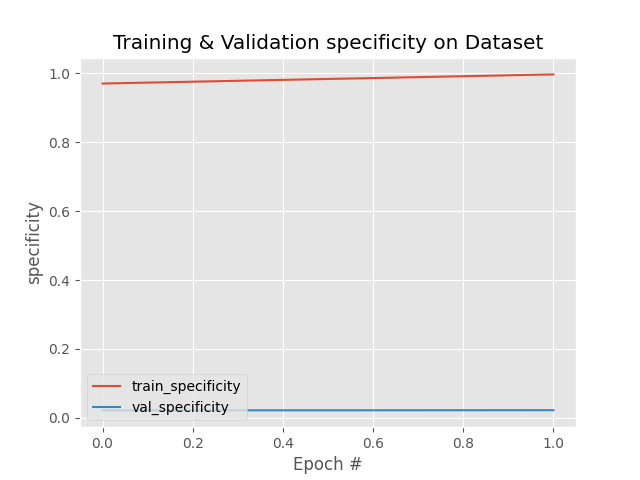 Training & Validation specificity on Dataset
1.0
0.8
0.6
0.4
0.2
0.0
specificity
train_specificity
val_specificity
0.0 0.2 0.4 0.6 0.8 1.0
Epoch #